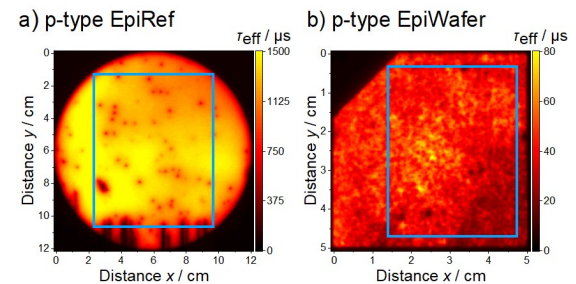 a) p-type EpiRef
τeff / μs
0
2
4
6
8
10
12
Distance y / cm
0 2 4 6 8 10 12
Distance x / cm
1500
1125
750
375
0
b) p-type EpiWafer
τeff / μs
0
1
2
3
4
5
Distance y / cm
0 1 2 3 4 5
Distance x / cm
80
60
40
20
0